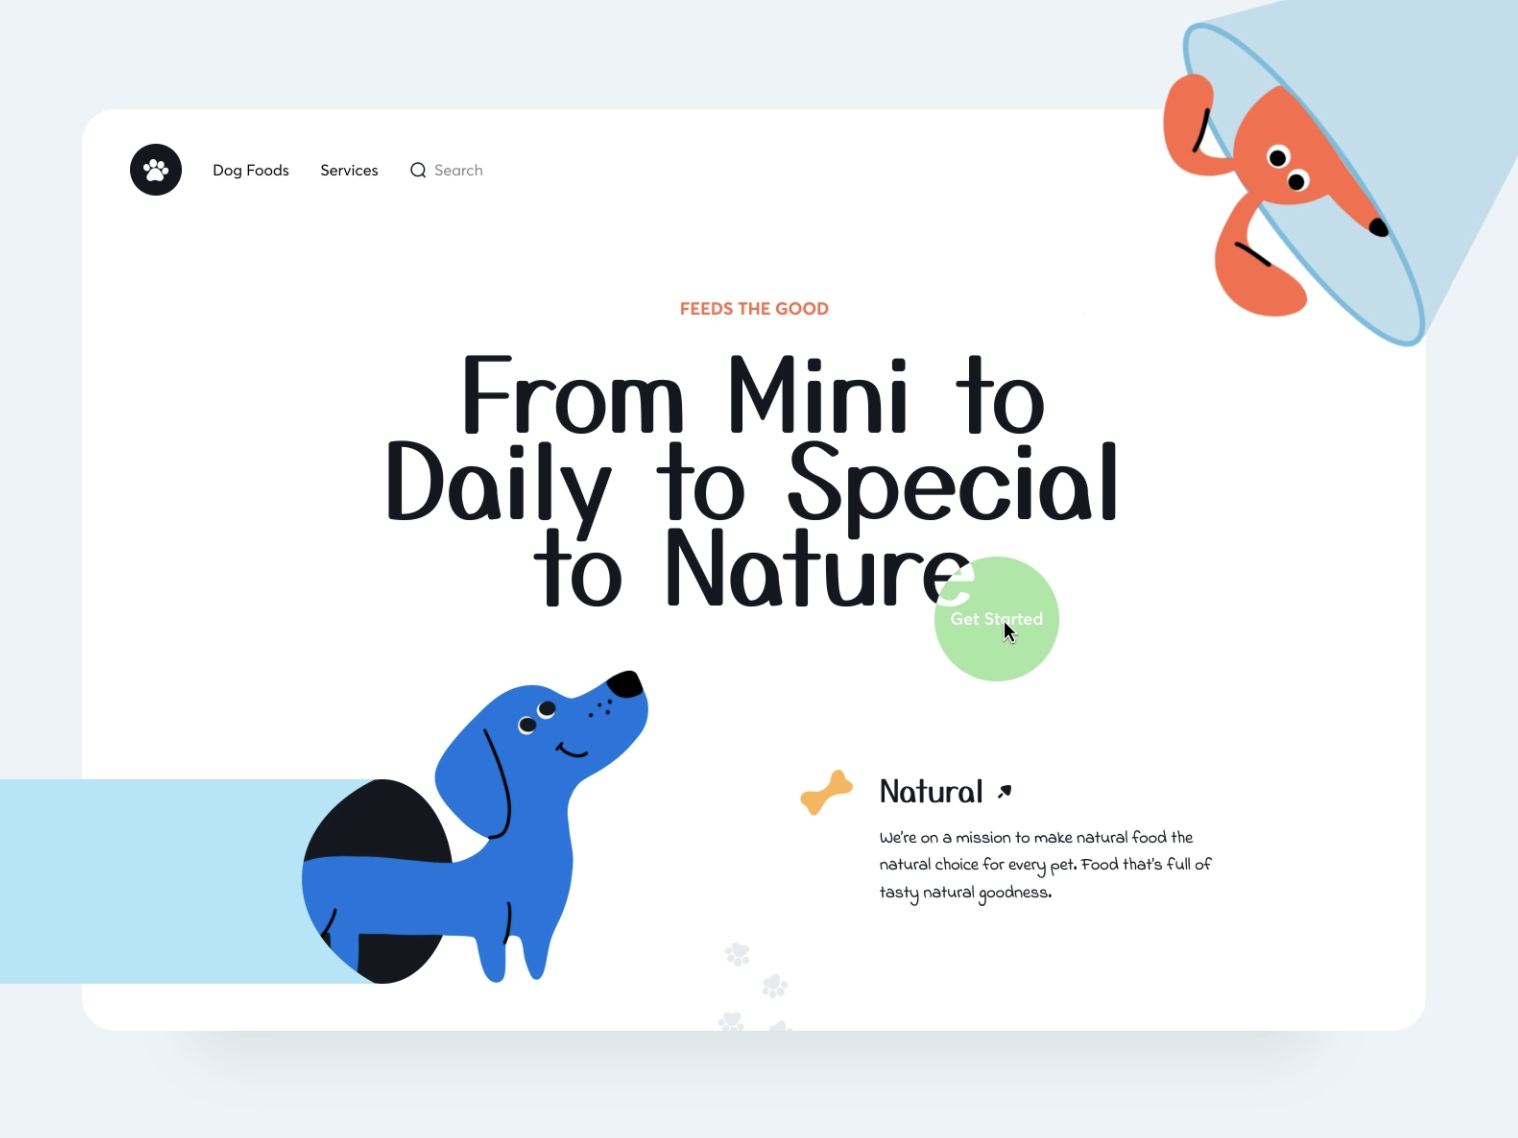 Dog Foods
Services
Search
FEEDS THE GOOD
From Mini to
Daily to Special
to Nature
Get Started
Natural
We're on a mission to make natural food the
natural choice for every pet. Food that's full of
tasty natural goodness.